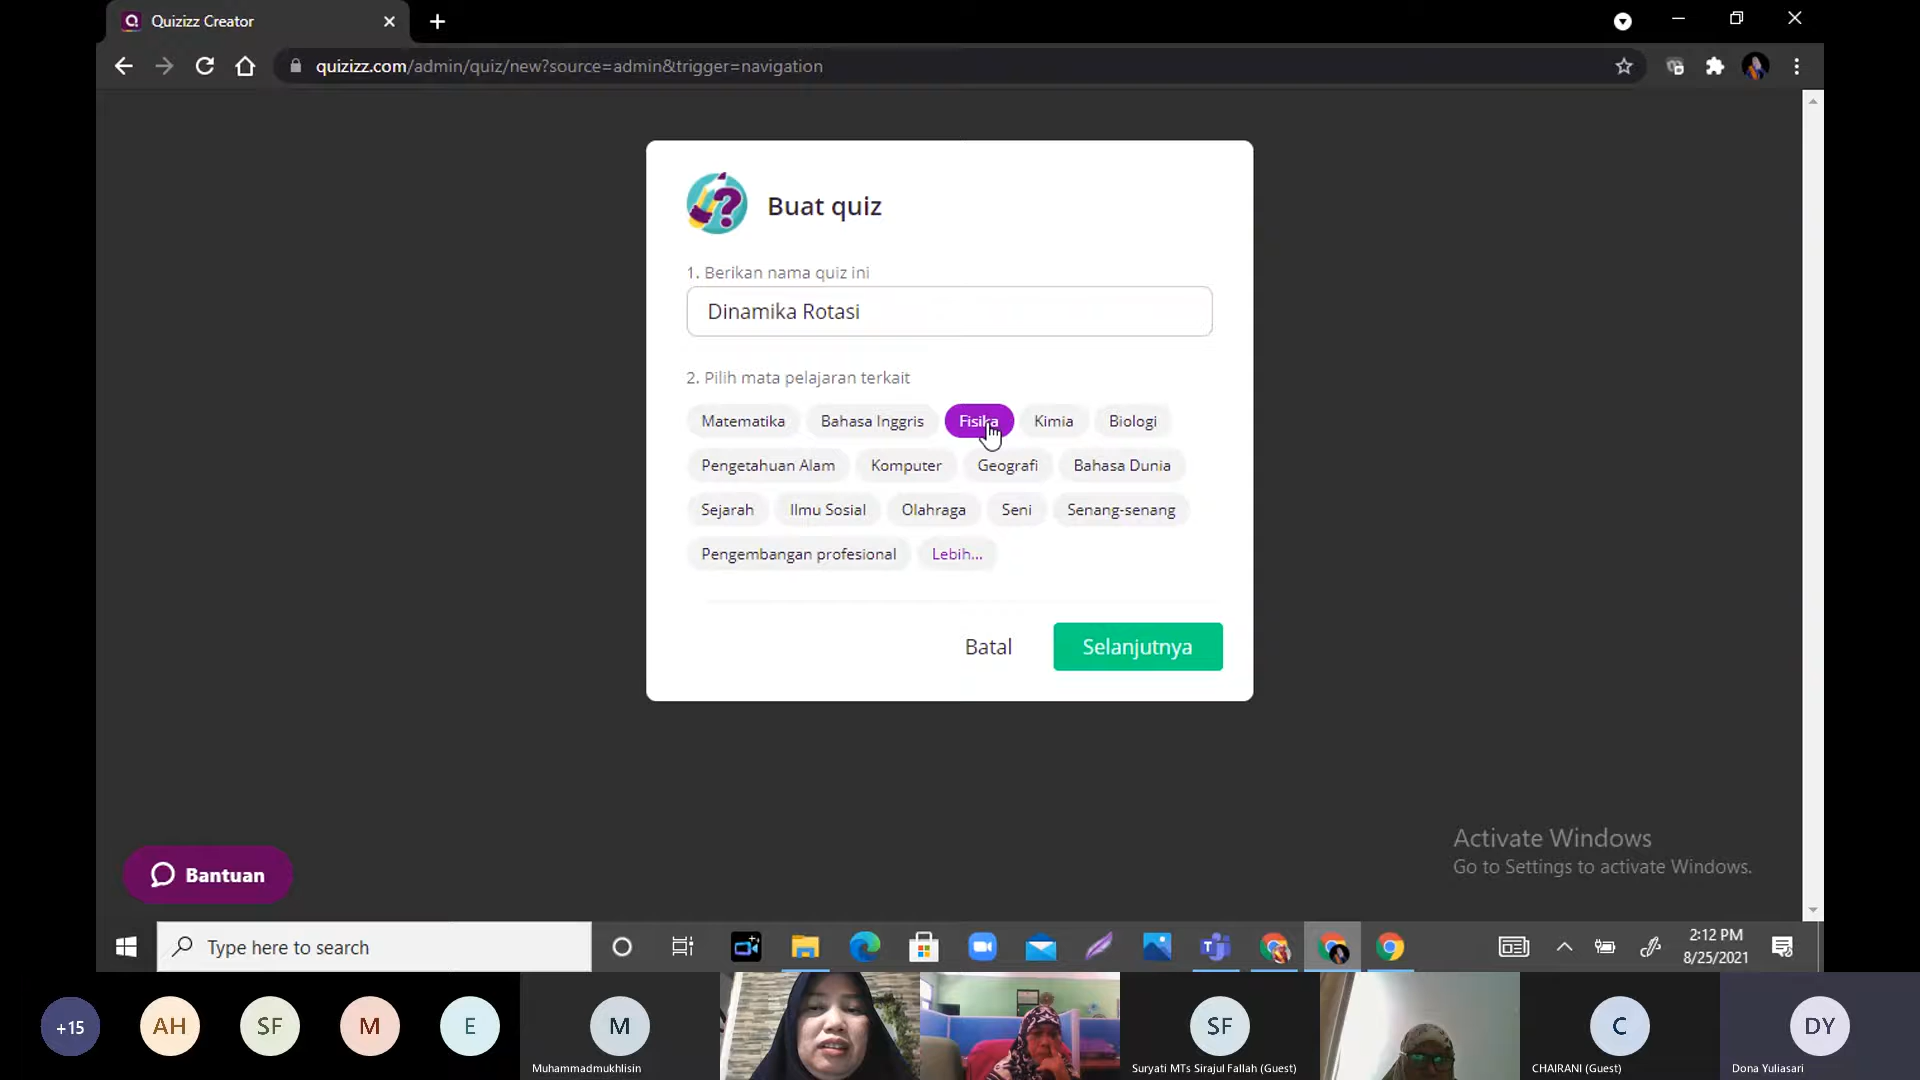 Quizizz Creator
quizizz.com/admin/quiz/new?source=admin&trigger=navigation
Buat quiz
1. Berikan nama quiz ini
Dinamika Rotasi
2. Pilih mata pelajaran terkait
Matematika Bahasa Inggris Fisika Kimia Biologi
Pengetahuan Alam Komputer Geografi Bahasa Dunia
Sejarah Ilmu Sosial Olahraga Seni Senang-senang
Pengembangan profesional Lebih...
Batal Selanjutnya
Activate Windows
Go to Settings to activate Windows.
Bantuan
Type here to search
2:12 PM
8/25/2021
+15 AH SF M E M SF C DY
Muhammadmukhlisin Suryati MTs Sirajul Fallah (Guest) CHAIRANI (Guest) Dona Yuliasari